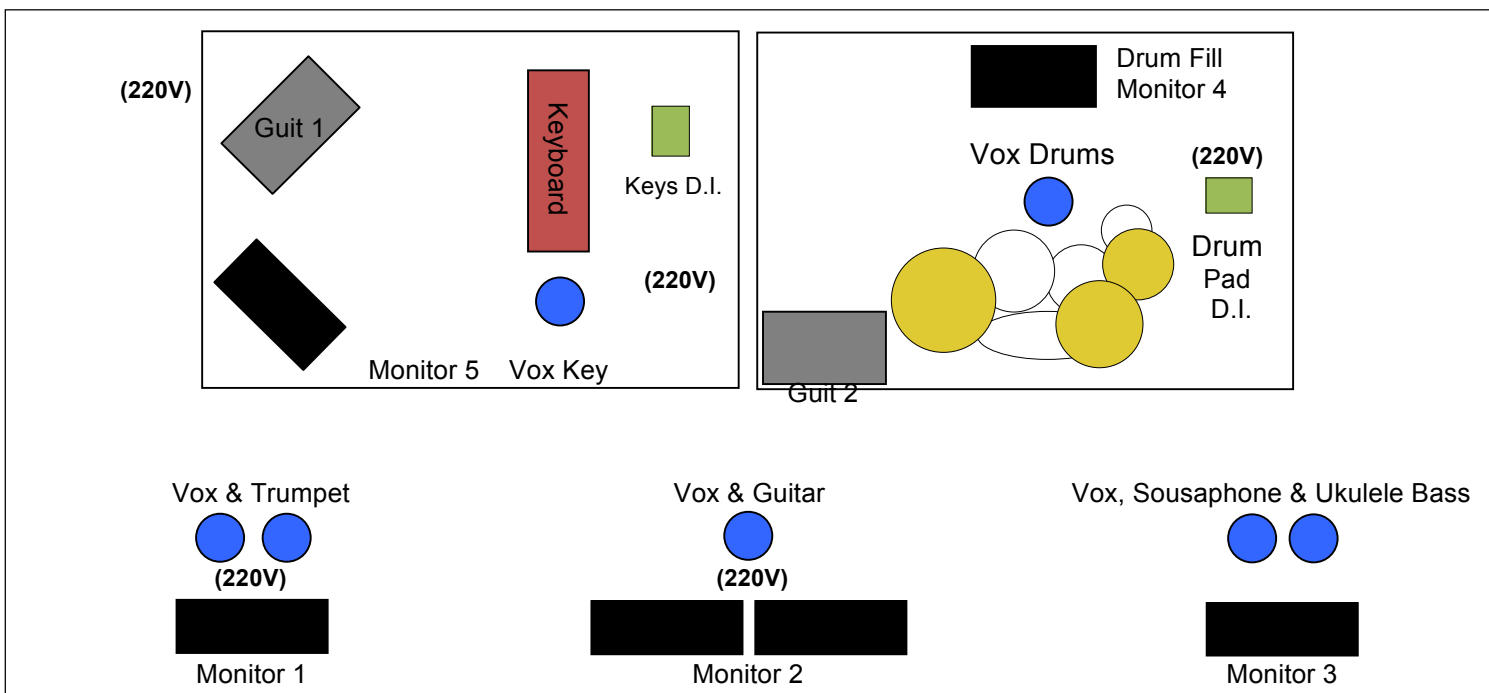 (220V)
Guit 1
Keyboard
Keys D.I.
(220V)
Monitor 5
Vox Key
Drum Fill
Monitor 4
Vox Drums
(220V)
Drum
Pad
D.I.
Guit 2
Vox & Trumpet
(220V)
Monitor 1
Vox & Guitar
(220V)
Monitor 2
Vox, Sousaphone & Ukulele Bass
Monitor 3